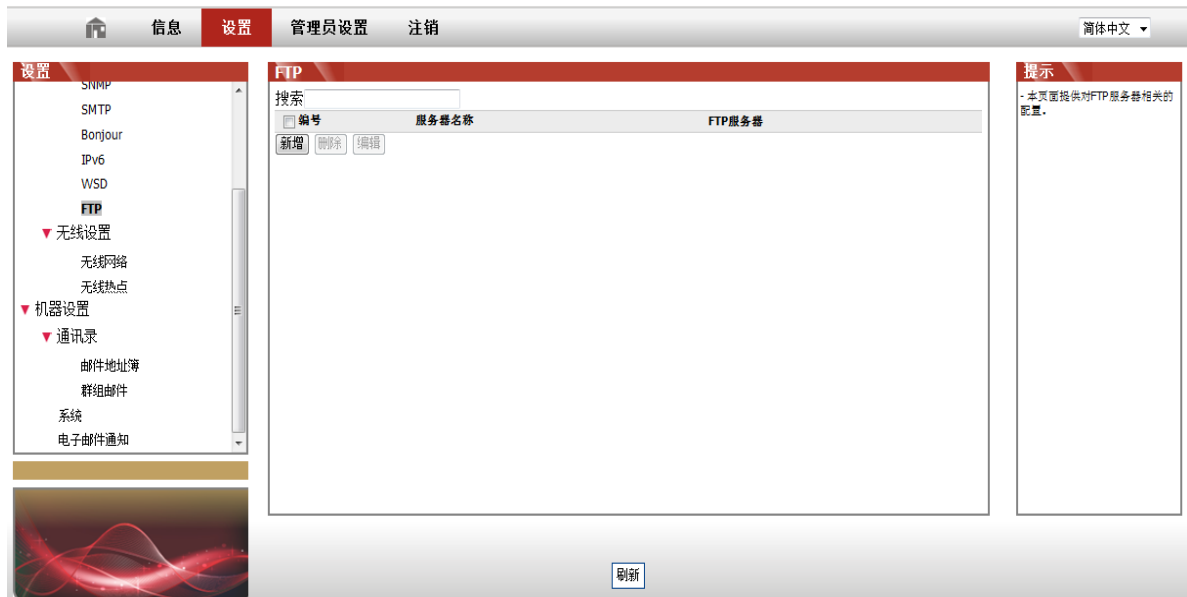 信息 设置 管理员设置 注销 简体中文
设置
SNMP
SMTP
Bonjour
IPv6
WSD
FTP
无线设置
无线网络
无线热点
机器设置
通讯录
邮件地址簿
群组邮件
系统
电子邮件通知
FTP
搜索
编号 服务器名称 FTP服务器
新增 删除 编辑
提示
- 本页面提供对FTP服务器相关的
配置。
刷新